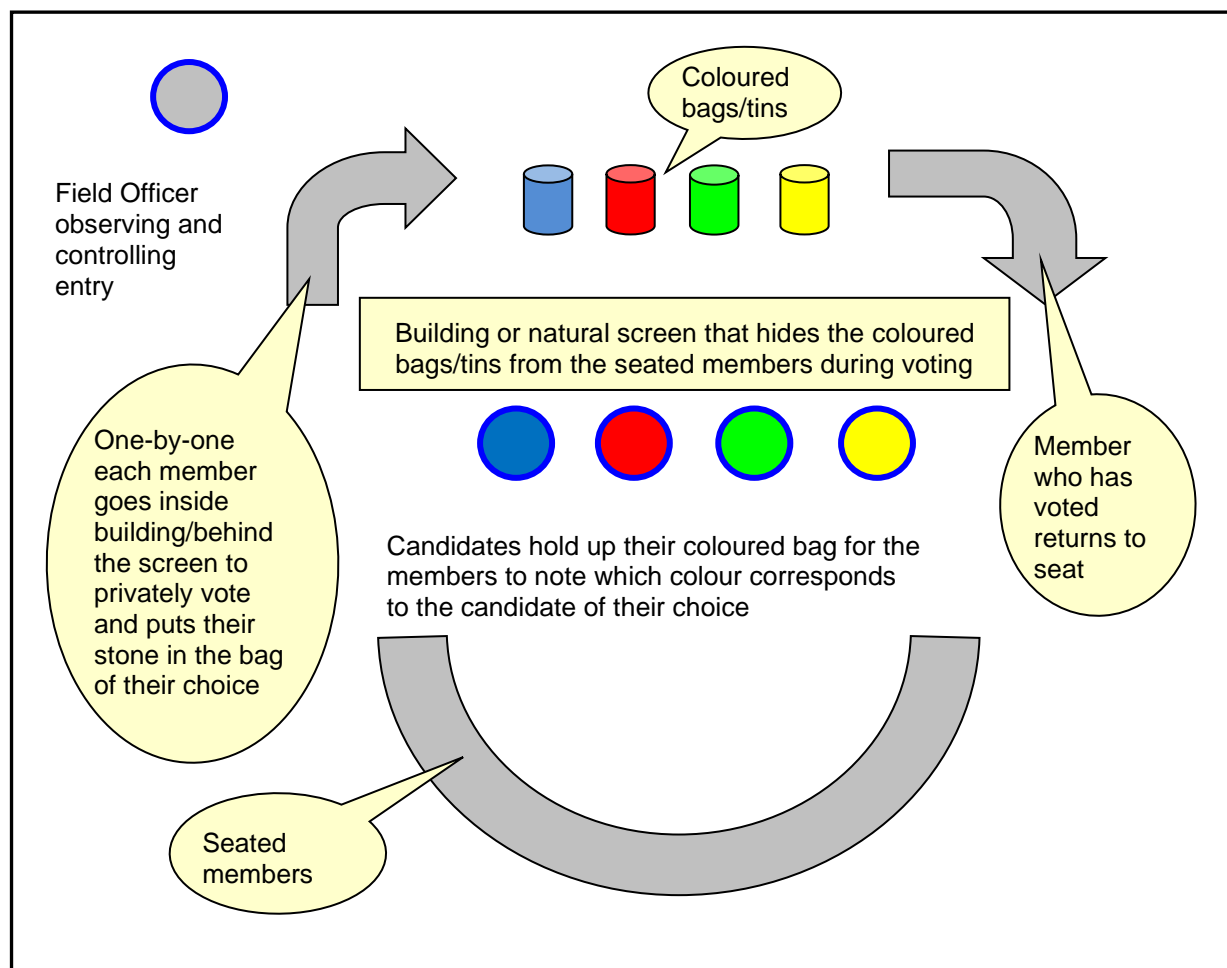 Coloured
bags/tins
Field Officer
observing and
controlling
entry
Building or natural screen that hides the coloured
bags/tins from the seated members during voting
One-by-one
each member
goes inside
building/behind
the screen to
privately vote
and puts their
stone in the bag
of their choice
Member
who has
voted
returns to
seat
Candidates hold up their coloured bag for the
members to note which colour corresponds
to the candidate of their choice
Seated
members